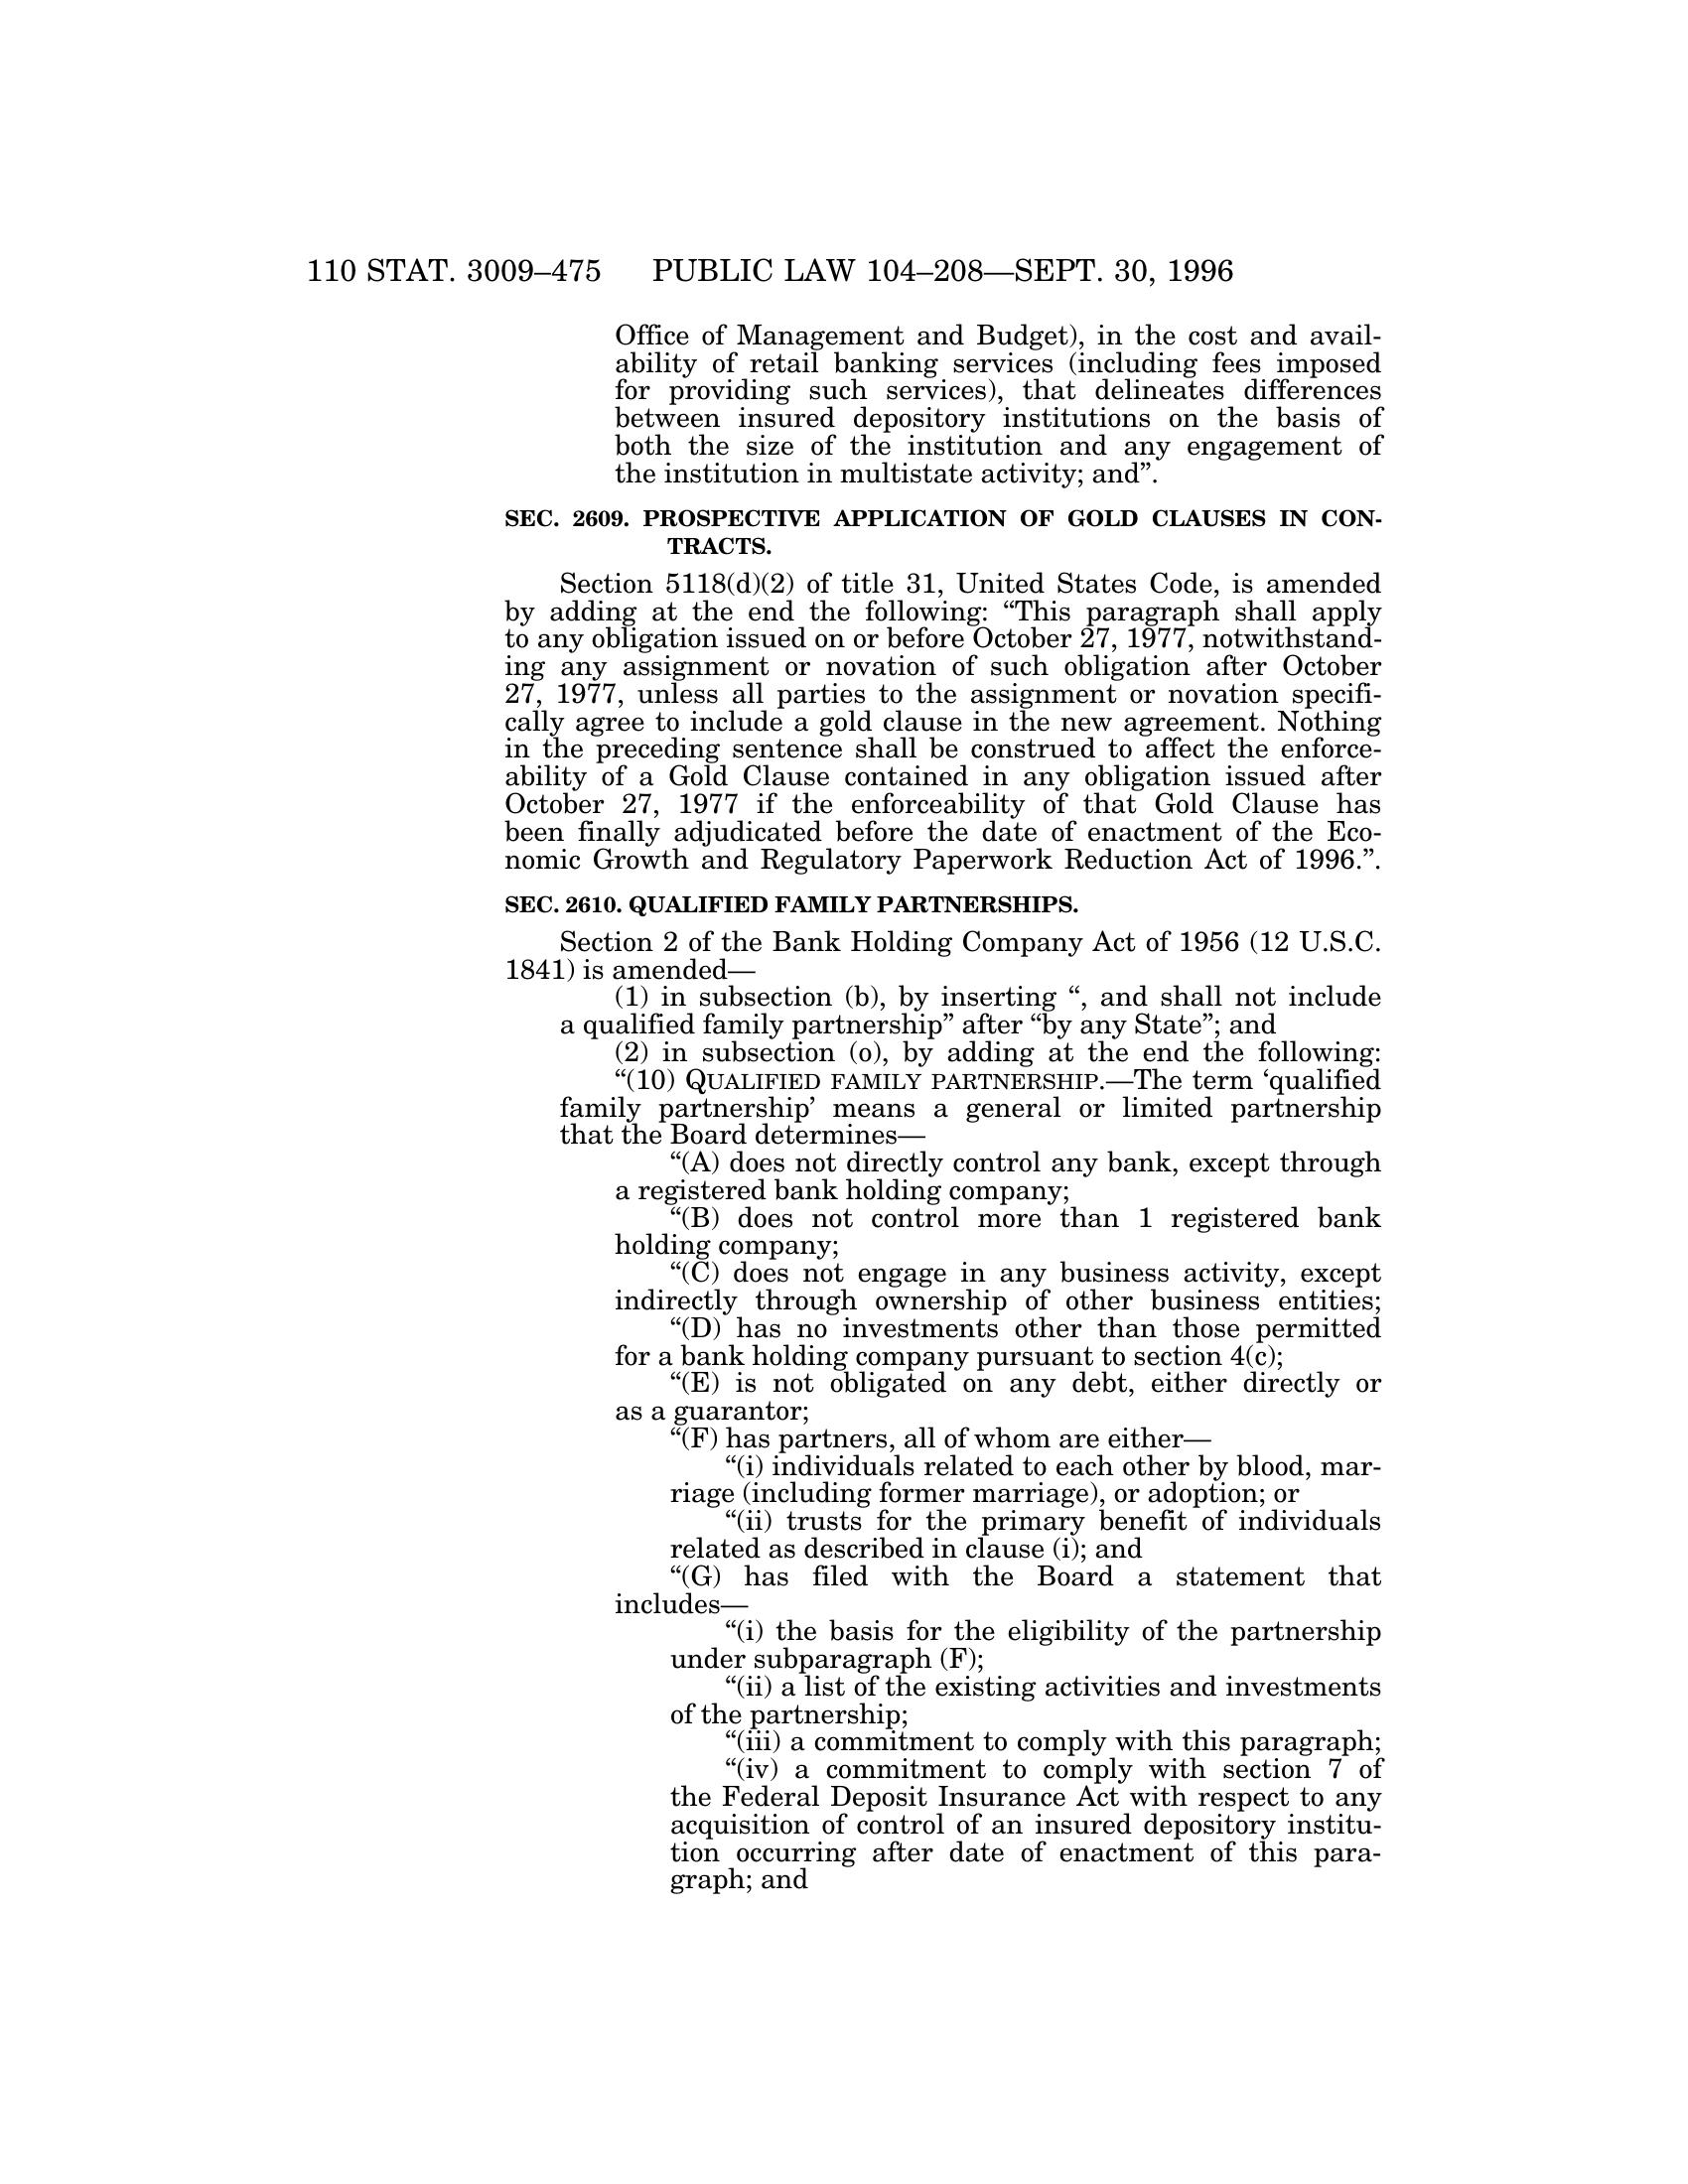 110 STAT. 3009–475 PUBLIC LAW 104–208—SEPT. 30, 1996
Office of Management and Budget), in the cost and avail-
ability of retail banking services (including fees imposed
for providing such services), that delineates differences
between insured depository institutions on the basis of
both the size of the institution and any engagement of
the institution in multistate activity; and”.
SEC. 2609. PROSPECTIVE APPLICATION OF GOLD CLAUSES IN CON-
TRACTS.
Section 5118(d)(2) of title 31, United States Code, is amended
by adding at the end the following: “This paragraph shall apply
to any obligation issued on or before October 27, 1977, notwithstand-
ing any assignment or novation of such obligation after October
27, 1977, unless all parties to the assignment or novation specifi-
cally agree to include a gold clause in the new agreement. Nothing
in the preceding sentence shall be construed to affect the enforce-
ability of a Gold Clause contained in any obligation issued after
October 27, 1977 if the enforceability of that Gold Clause has
been finally adjudicated before the date of enactment of the Eco-
nomic Growth and Regulatory Paperwork Reduction Act of 1996.”.
SEC. 2610. QUALIFIED FAMILY PARTNERSHIPS.
Section 2 of the Bank Holding Company Act of 1956 (12 U.S.C.
1841) is amended—
(1) in subsection (b), by inserting “, and shall not include
a qualified family partnership” after “by any State”; and
(2) in subsection (o), by adding at the end the following:
“(10) QUALIFIED FAMILY PARTNERSHIP.—The term ‘qualified
family partnership’ means a general or limited partnership
that the Board determines—
“(A) does not directly control any bank, except through
a registered bank holding company;
“(B) does not control more than 1 registered bank
holding company;
“(C) does not engage in any business activity, except
indirectly through ownership of other business entities;
“(D) has no investments other than those permitted
for a bank holding company pursuant to section 4(c);
“(E) is not obligated on any debt, either directly or
as a guarantor;
“(F) has partners, all of whom are either—
“(i) individuals related to each other by blood, mar-
riage (including former marriage), or adoption; or
“(ii) trusts for the primary benefit of individuals
related as described in clause (i); and
“(G) has filed with the Board a statement that
includes—
“(i) the basis for the eligibility of the partnership
under subparagraph (F);
“(ii) a list of the existing activities and investments
of the partnership;
“(iii) a commitment to comply with this paragraph;
“(iv) a commitment to comply with section 7 of
the Federal Deposit Insurance Act with respect to any
acquisition of control of an insured depository institu-
tion occurring after date of enactment of this para-
graph; and